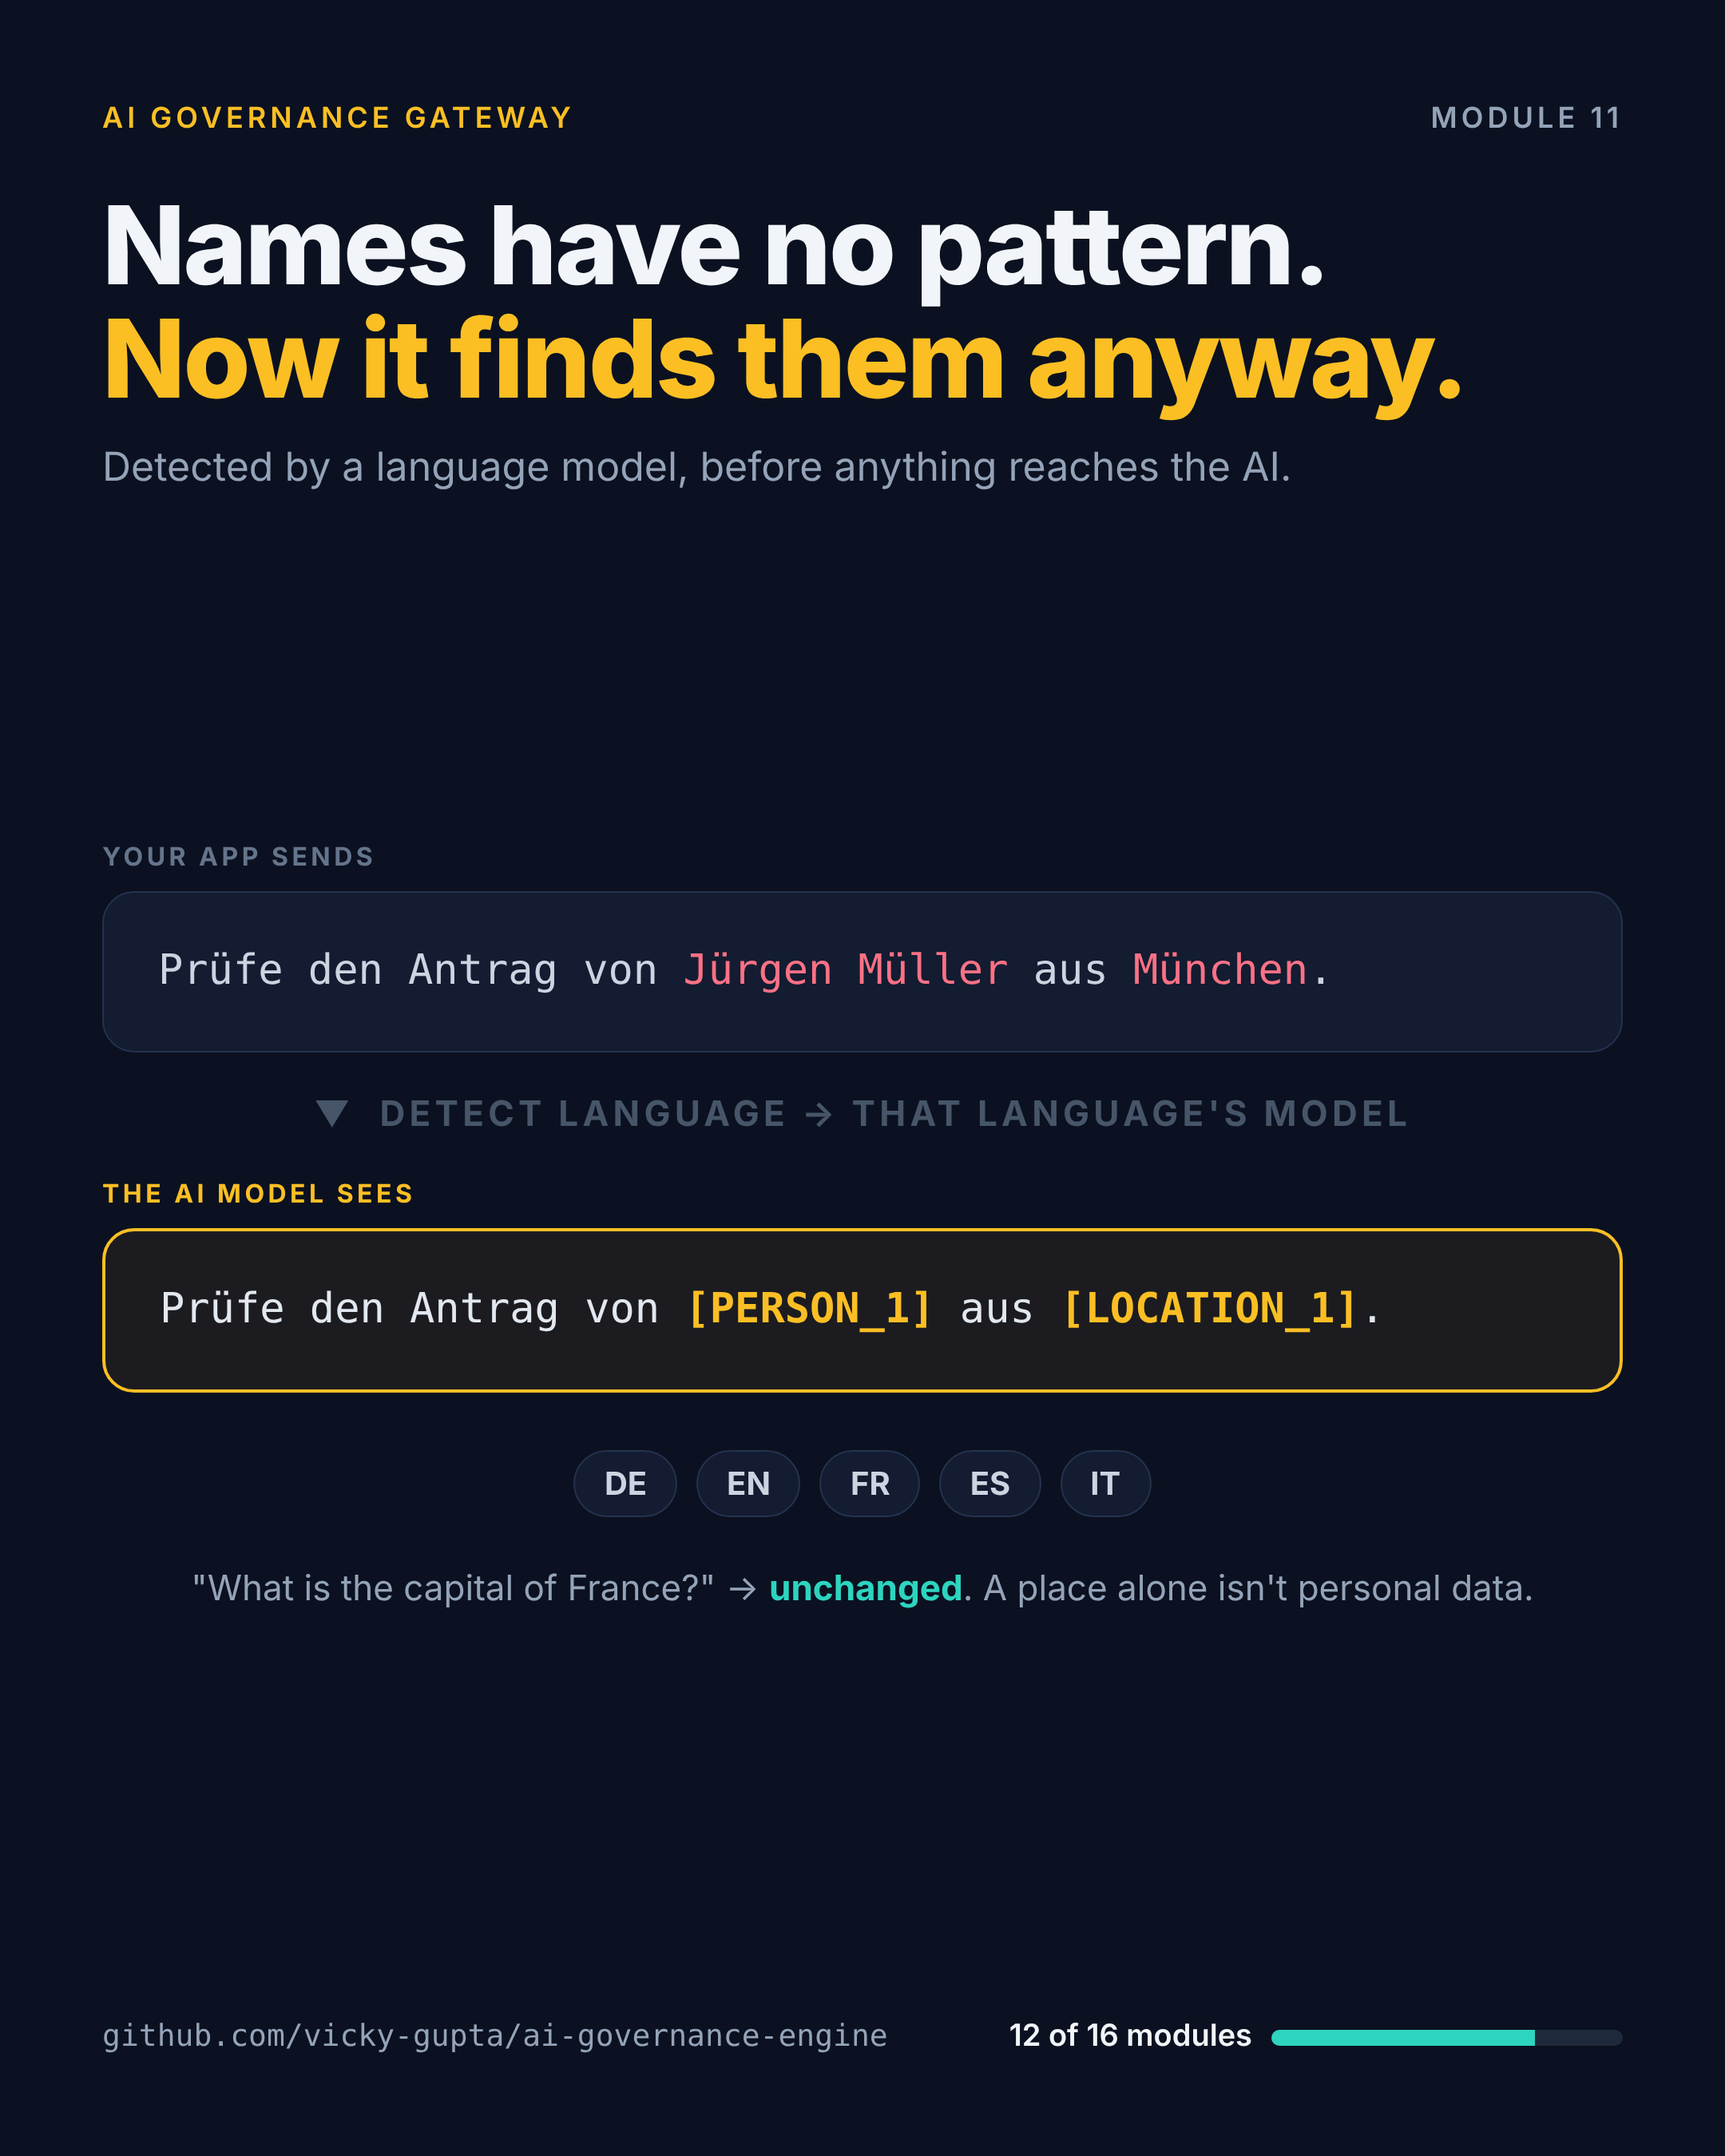 AI GOVERNANCE GATEWAY
MODULE 11
Names have no pattern.
Now it finds them anyway.
Detected by a language model, before anything reaches the AI.
YOUR APP SENDS
Prüfe den Antrag von Jürgen Müller aus München.
▼ DETECT LANGUAGE → THAT LANGUAGE'S MODEL
THE AI MODEL SEES
Prüfe den Antrag von [PERSON_1] aus [LOCATION_1].
DE EN FR ES IT
"What is the capital of France?" → unchanged. A place alone isn't personal data.
github.com/vicky-gupta/ai-governance-engine
12 of 16 modules